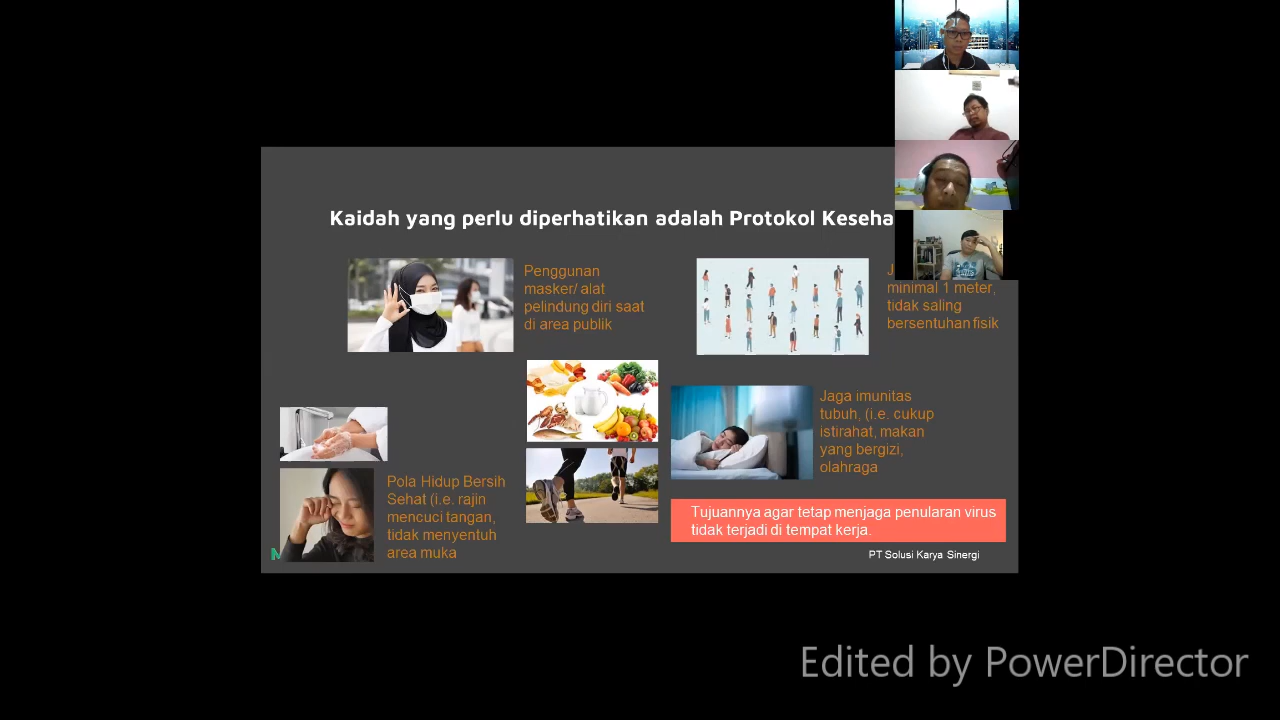 Kaidah yang perlu diperhatikan adalah Protokol Keseha
Penggunan
masker/ alat
pelindung diri saat
di area publik
J
minimal 1 meter,
tidak saling
bersentuhan fisik
Jaga imunitas
tubuh, (i.e. cukup
istirahat, makan
yang bergizi,
olahraga
Pola Hidup Bersih
Sehat (i.e. rajin
mencuci tangan,
tidak menyentuh
area muka
Tujuannya agar tetap menjaga penularan virus
tidak terjadi di tempat kerja.
PT Solusi Karya Sinergi
Edited by PowerDirector